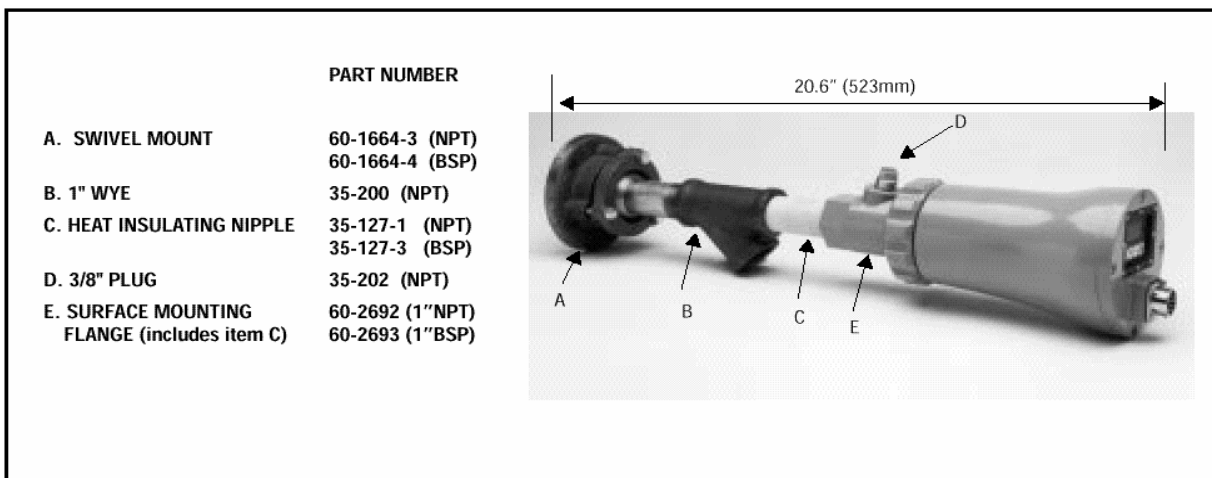 PART NUMBER
A. SWIVEL MOUNT 60-1664-3 (NPT)
60-1664-4 (BSP)
B. 1" WYE 35-200 (NPT)
C. HEAT INSULATING NIPPLE 35-127-1 (NPT)
35-127-3 (BSP)
D. 3/8" PLUG 35-202 (NPT)
E. SURFACE MOUNTING 60-2692 (1"NPT)
FLANGE (includes item C) 60-2693 (1"BSP)
20.6" (523mm)
D
A
B
C
E